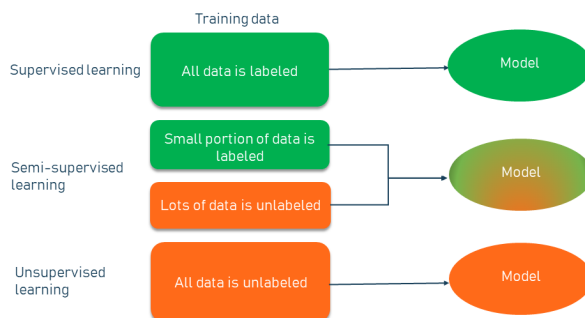 Training data
Supervised learning
All data is labeled
Model
Semi-supervised
learning
Small portion of data is
labeled
Lots of data is unlabeled
Model
Unsupervised
learning
All data is unlabeled
Model